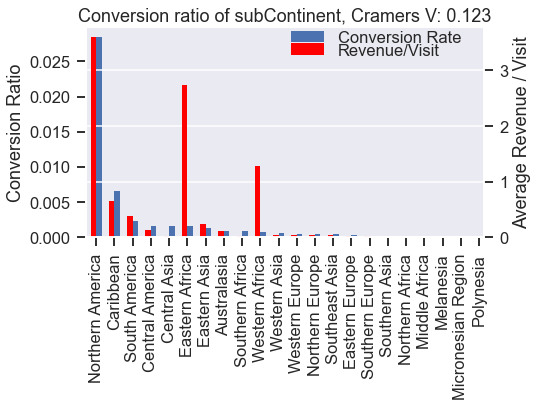 Conversion ratio of subContinent, Cramers V: 0.123
Conversion Rate
Revenue/Visit
Conversion Ratio
0.025
0.020
0.015
0.010
0.005
0.000
3
2
1
0
Average Revenue / Visit
Northern America
Caribbean
South America
Central America
Central Asia
Eastern Africa
Eastern Asia
Australasia
Southern Africa
Western Africa
Western Asia
Western Europe
Northern Europe
Southeast Asia
Eastern Europe
Southern Europe
Southern Asia
Northern Africa
Middle Africa
Melanesia
Micronesian Region
Polynesia